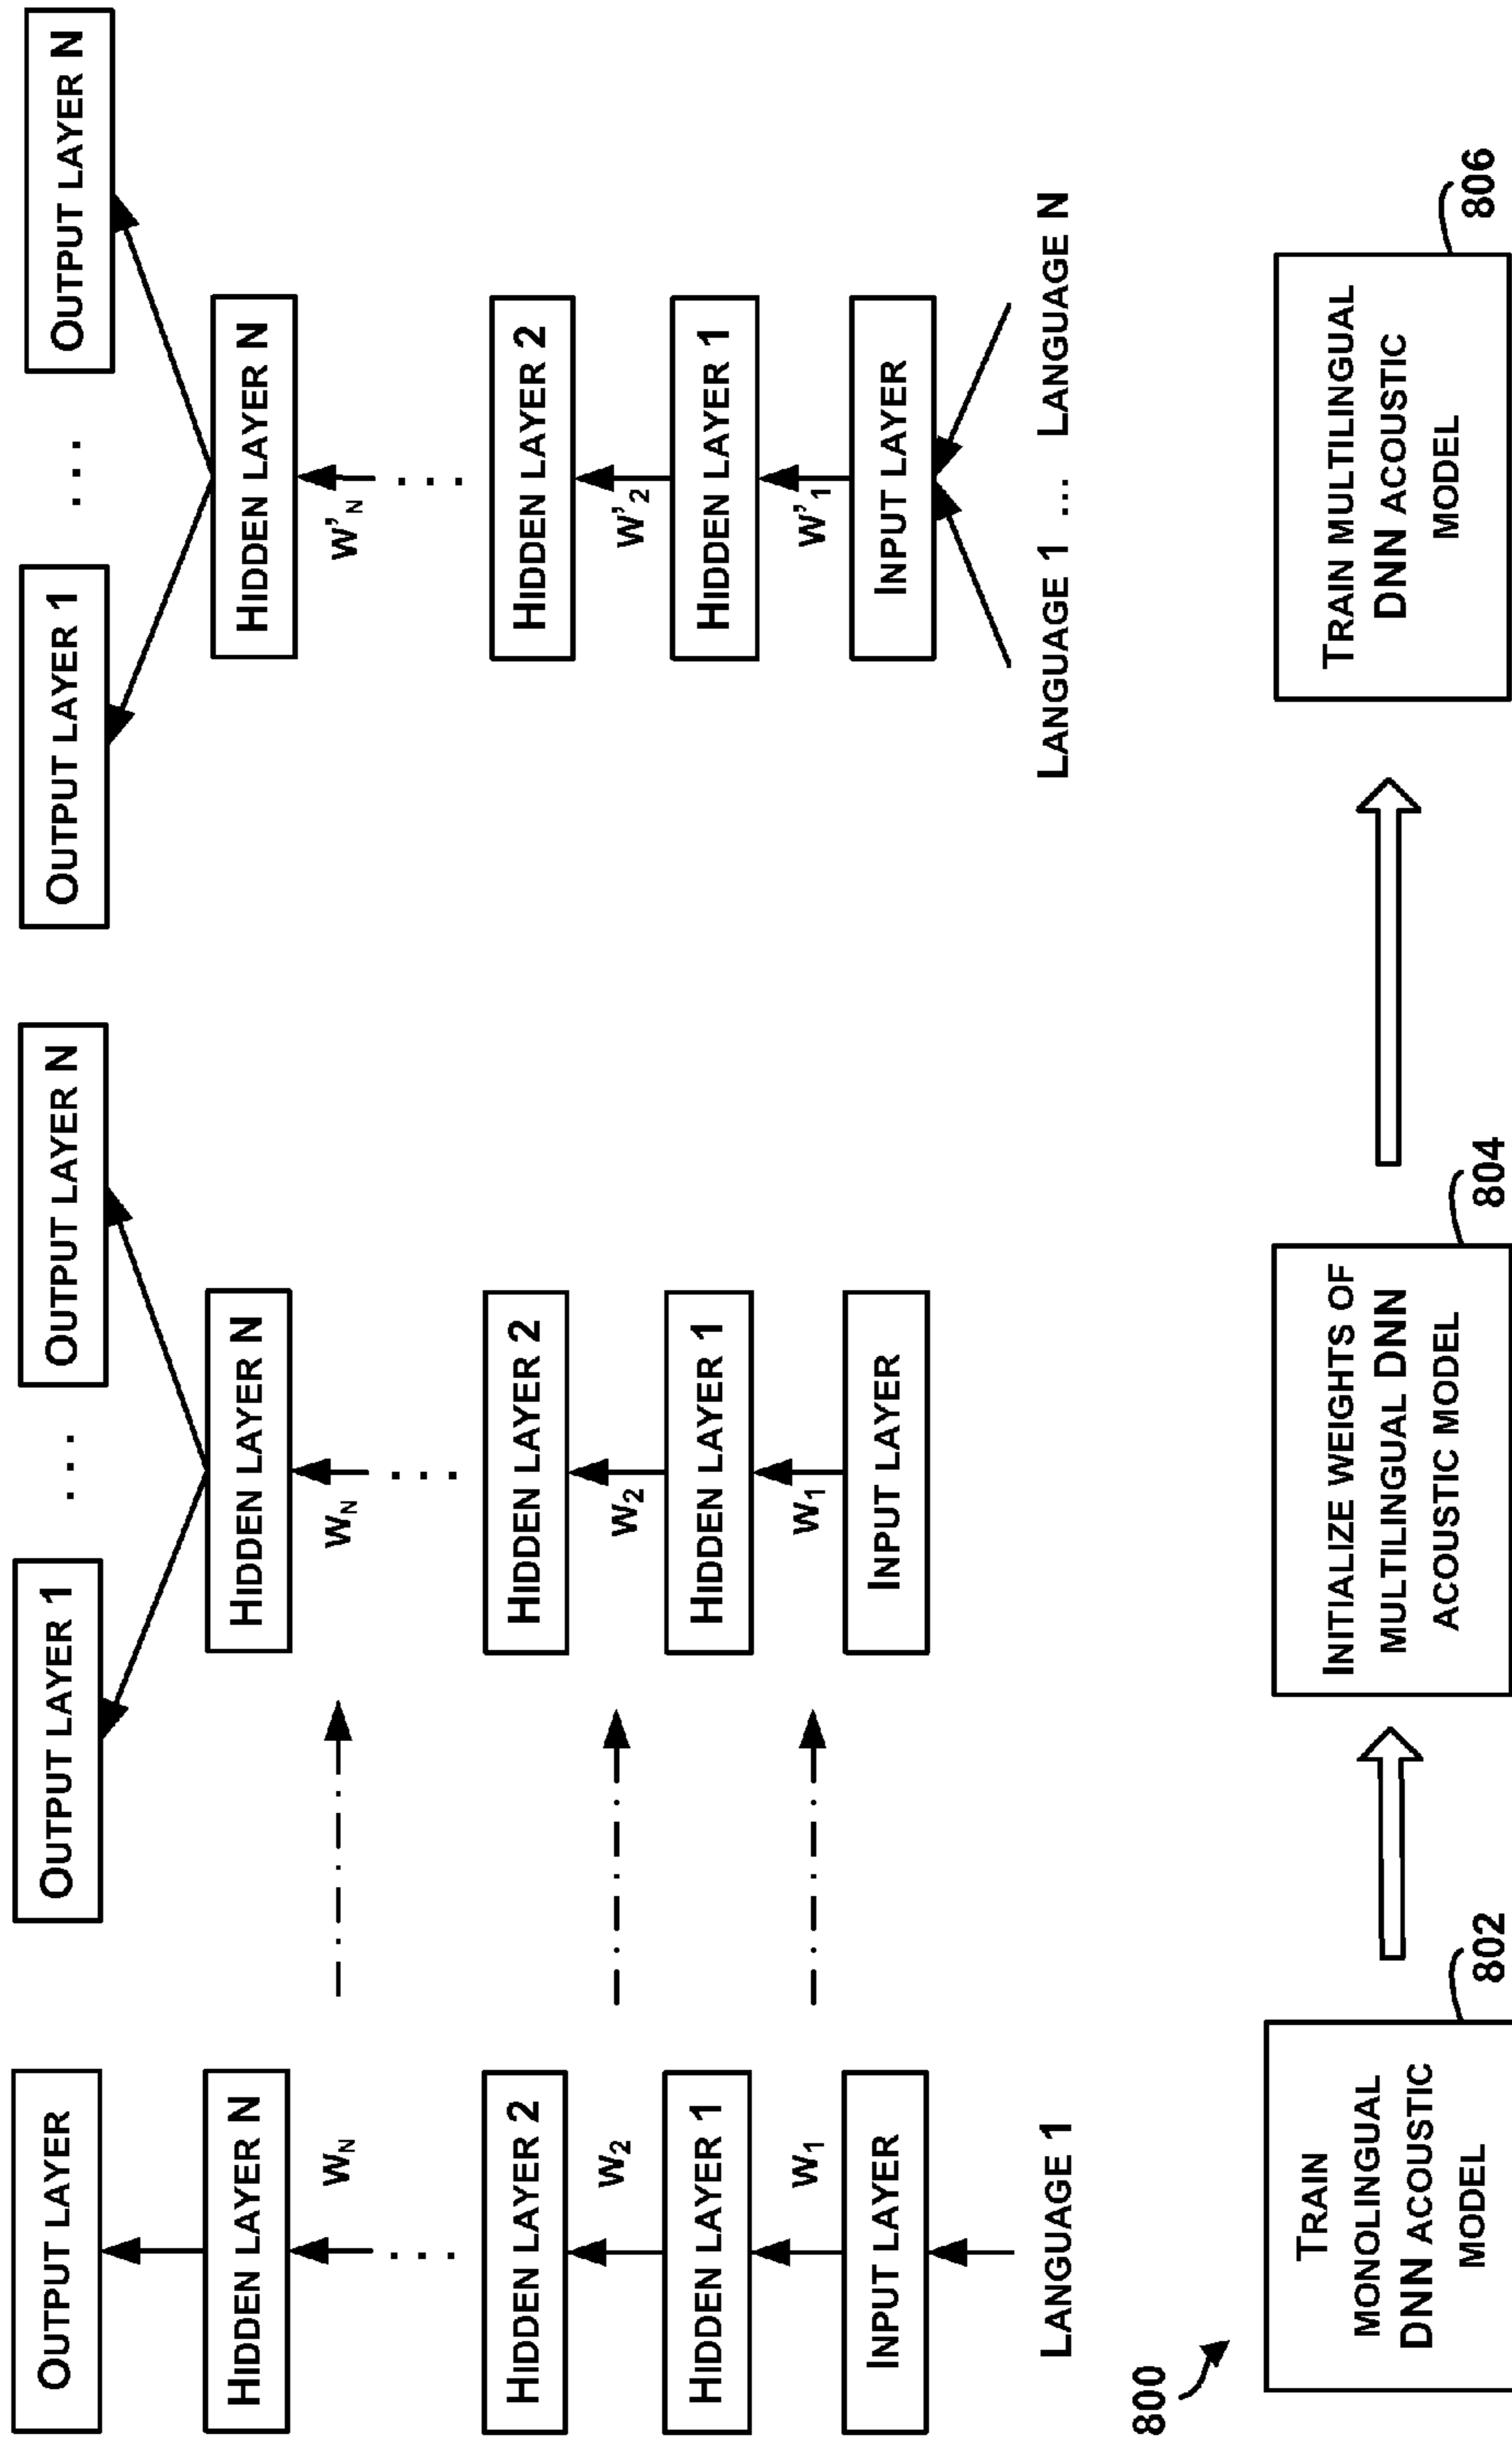 OUTPUT LAYER
HIDDEN LAYER N
WN
...
HIDDEN LAYER 2
W2
HIDDEN LAYER 1
W1
INPUT LAYER
LANGUAGE 1
OUTPUT LAYER 1
...
OUTPUT LAYER N
HIDDEN LAYER N
WN
...
HIDDEN LAYER 2
W2
HIDDEN LAYER 1
W1
INPUT LAYER
OUTPUT LAYER 1
...
OUTPUT LAYER N
HIDDEN LAYER N
W'N
...
HIDDEN LAYER 2
W'2
HIDDEN LAYER 1
W'1
INPUT LAYER
LANGUAGE 1 ... LANGUAGE N
800
TRAIN
MONOLINGUAL
DNN ACOUSTIC
MODEL
802
INITIALIZE WEIGHTS OF
MULTILINGUAL DNN
ACOUSTIC MODEL
804
TRAIN MULTILINGUAL
DNN ACOUSTIC
MODEL
806